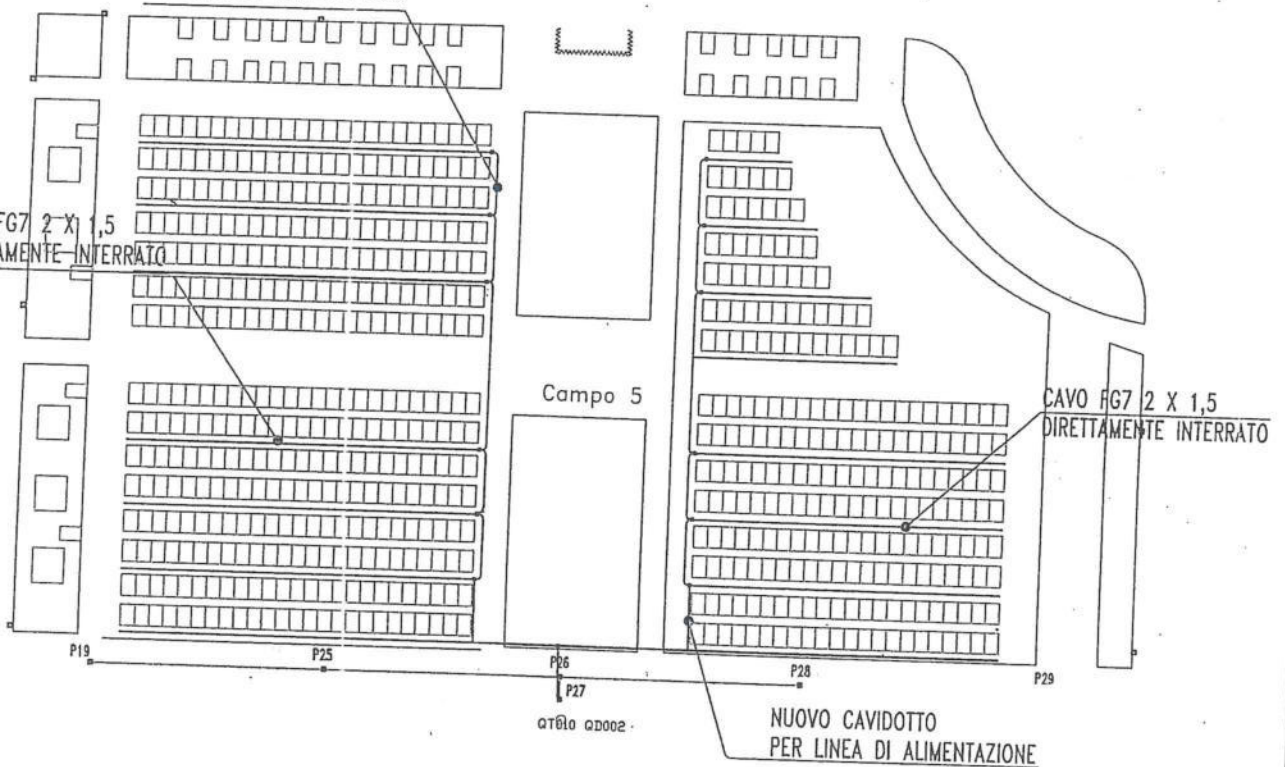 FG7 2 X 1,5
AMENTE INTERRATO
Campo 5
CAVO FG7 2 X 1,5
DIRETTAMENTE INTERRATO
P19
P25
P26
P28
P29
P27
QD002
NUOVO CAVIDOTTO
PER LINEA DI ALIMENTAZIONE